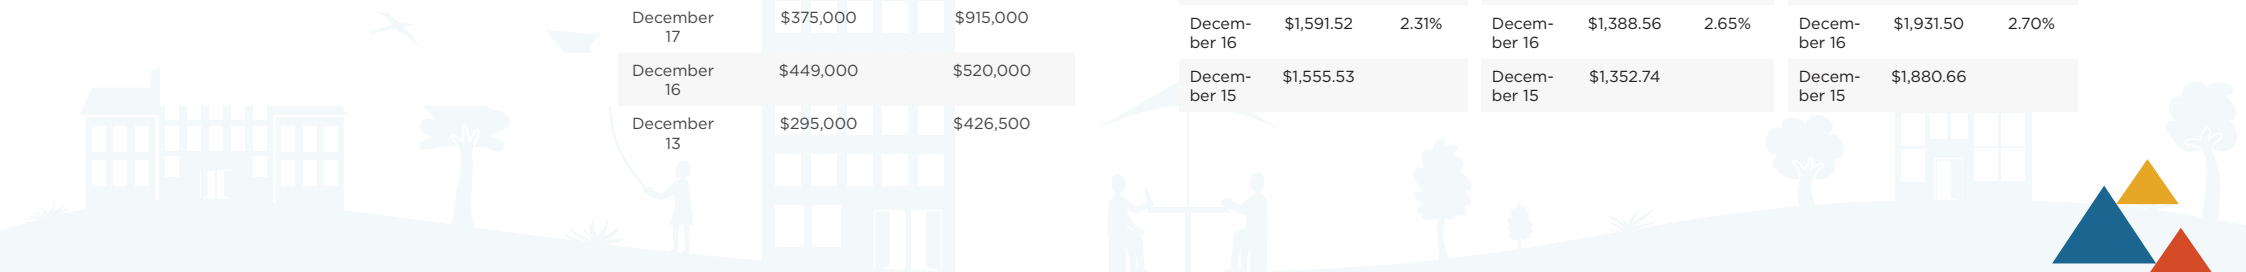 December $375,000 $915,000
17
December $449,000 $520,000
16
December $295,000 $426,500
13
Decem- $1,591.52 2.31%
ber 16
Decem- $1,555.53
ber 15
Decem- $1,388.56 2.65%
ber 16
Decem- $1,352.74
ber 15
Decem- $1,931.50 2.70%
ber 16
Decem- $1,880.66
ber 15